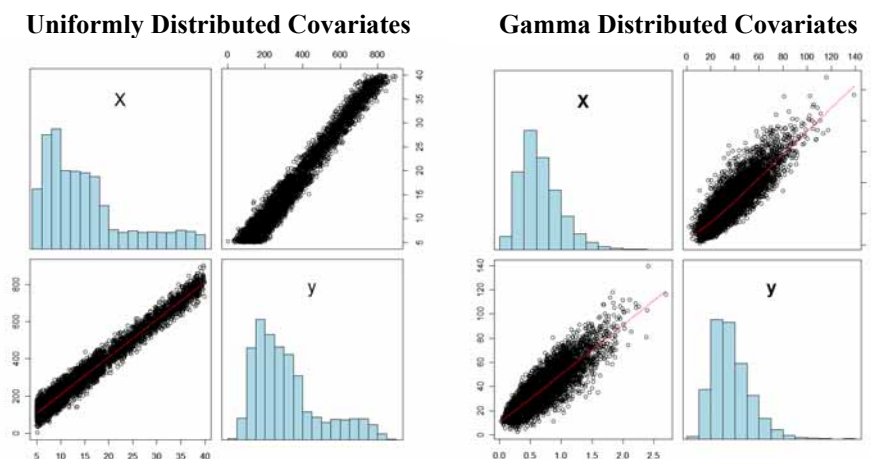 Uniformly Distributed Covariates
Gamma Distributed Covariates
0 200 400 600 800
0 20 40 60 80 100 120 140
x
5 10 15 20 25 30 35 40
x
0 200 400 600
y
0 20 40 60 80 100 120 140
y
5 10 15 20 25 30 35 40
0.0 0.5 1.0 1.5 2.0 2.5